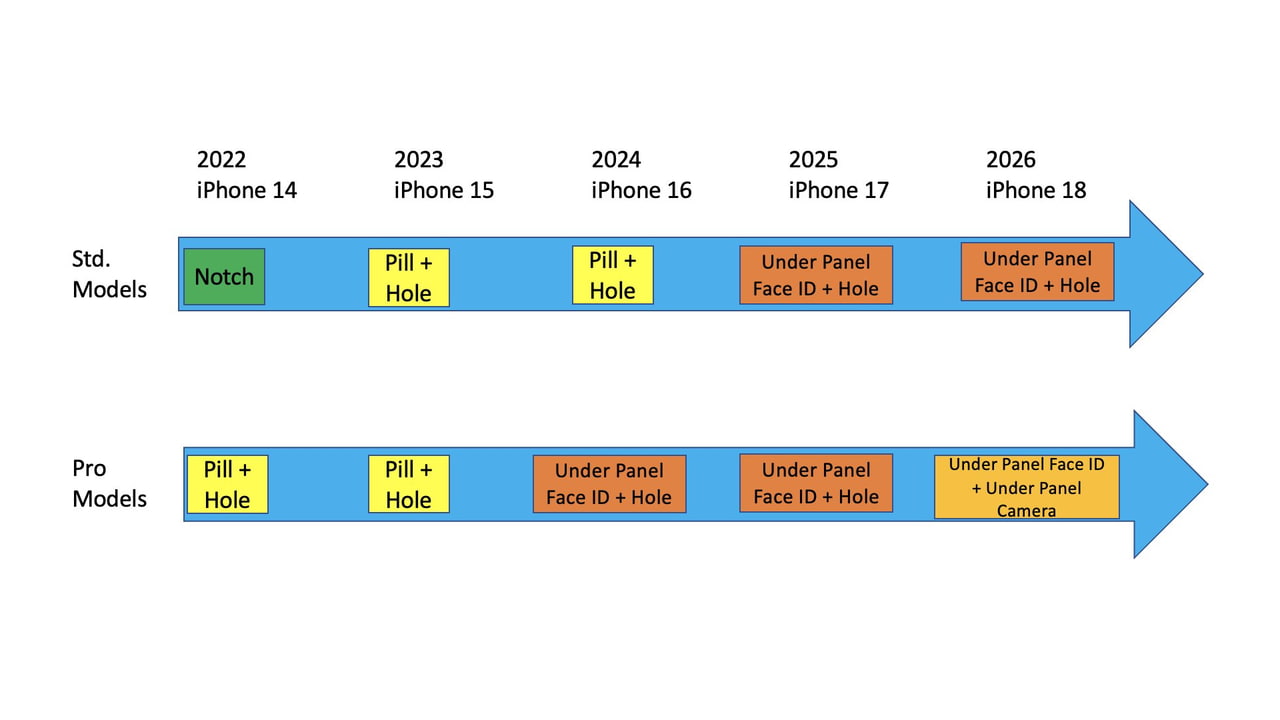 2022
iPhone 14
2023
iPhone 15
2024
iPhone 16
2025
iPhone 17
2026
iPhone 18
Std.
Models
Notch
Pill +
Hole
Pill +
Hole
Under Panel
Face ID + Hole
Under Panel
Face ID + Hole
Pro
Models
Pill +
Hole
Pill +
Hole
Under Panel
Face ID + Hole
Under Panel
Face ID + Hole
Under Panel Face ID
+ Under Panel
Camera